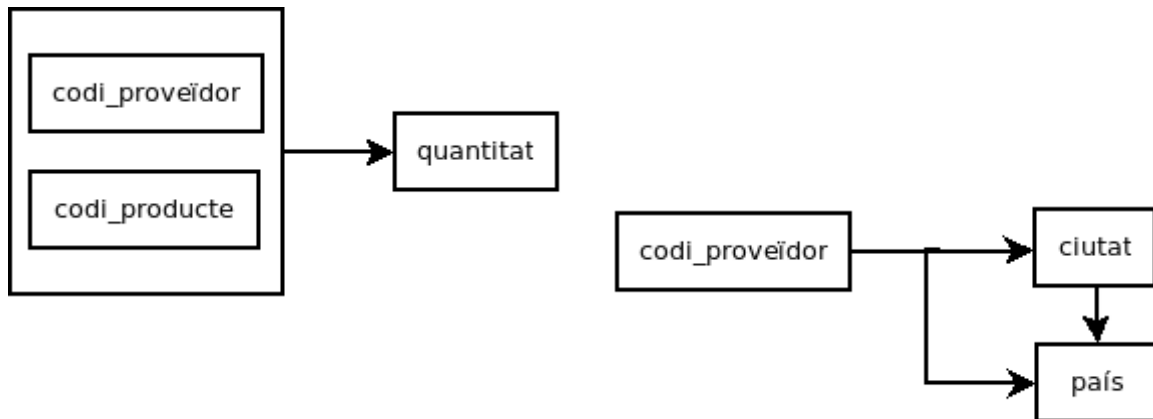 codi_proveïdor
codi_producte
quantitat
codi_proveïdor
ciutat
país